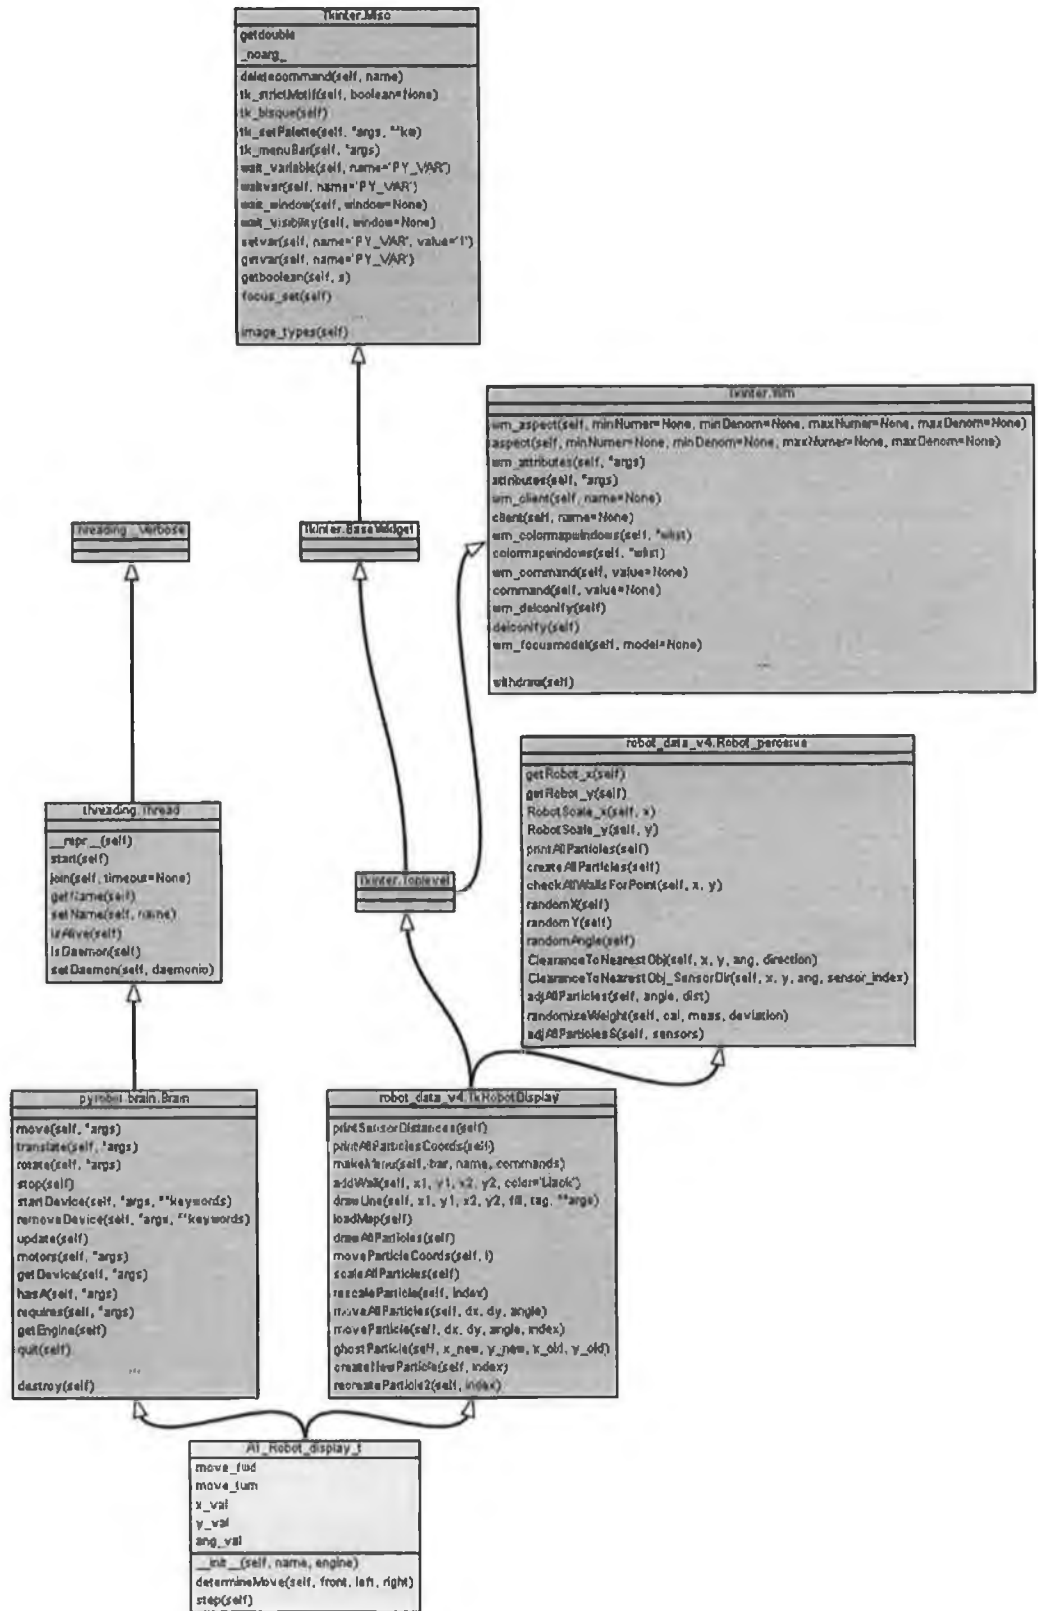 Tkinter.Misc
getdouble
_noarg_
deletecommand(self, name)
tk_strictMotif(self, boolean=None)
tk_bisque(self)
tk_setPalette(self, *args, **kw)
tk_menuBar(self, *args)
wait_variable(self, name='PY_VAR')
waitvar(self, name='PY_VAR')
wait_window(self, window=None)
wait_visibility(self, window=None)
setvar(self, name='PY_VAR', value='1')
getvar(self, name='PY_VAR')
getboolean(self, s)
focus_set(self)
...
image_types(self)
Tkinter.Wm
wm_aspect(self, minNumer=None, minDenom=None, maxNumer=None, maxDenom=None)
aspect(self, minNumer=None, minDenom=None, maxNumer=None, maxDenom=None)
wm_attributes(self, *args)
attributes(self, *args)
wm_client(self, name=None)
client(self, name=None)
wm_colormapwindows(self, *wlist)
colormapwindows(self, *wlist)
wm_command(self, value=None)
command(self, value=None)
wm_deiconify(self)
deiconify(self)
wm_focusmodel(self, model=None)
...
withdraw(self)
threading._Verbose
Tkinter.BaseWidget
robot_data_v4.Robot_perceive
getRobot_x(self)
getRobot_y(self)
RobotScale_x(self, x)
RobotScale_y(self, y)
printAllParticles(self)
createAllParticles(self)
checkAllWallsForPoint(self, x, y)
randomX(self)
randomY(self)
randomAngle(self)
ClearanceToNearestObj(self, x, y, ang, direction)
ClearanceToNearestObj_SensorDir(self, x, y, ang, sensor_index)
adjAllParticles(self, angle, dist)
randomiseWeight(self, cal, meas, deviation)
adjAllParticlesS(self, sensors)
threading.Thread
__repr__(self)
start(self)
join(self, timeout=None)
getName(self)
setName(self, name)
isAlive(self)
isDaemon(self)
setDaemon(self, daemonic)
Tkinter.Toplevel
pyrobot.brain.Brain
move(self, *args)
translate(self, *args)
rotate(self, *args)
stop(self)
startDevice(self, *args, **keywords)
removeDevice(self, *args, **keywords)
update(self)
motors(self, *args)
getDevice(self, *args)
hasA(self, *args)
requires(self, *args)
getEngine(self)
quit(self)
...
destroy(self)
robot_data_v4.TkRobotDisplay
printSensorDistances(self)
printAllParticlesCoords(self)
makeMenu(self, bar, name, commands)
addWall(self, x1, y1, x2, y2, color='black')
drawLine(self, x1, y1, x2, y2, fill, tag, **args)
loadMap(self)
drawAllParticles(self)
moveParticleCoords(self, i)
scaleAllParticles(self)
rescaleParticle(self, index)
moveAllParticles(self, dx, dy, angle)
moveParticle(self, dx, dy, angle, index)
ghostParticle(self, x_new, y_new, x_old, y_old)
createNewParticle(self, index)
recreateParticle2(self, index)
A1_Robot_display_t
move_fwd
move_turn
x_val
y_val
ang_val
__init__(self, name, engine)
determineMove(self, front, left, right)
step(self)